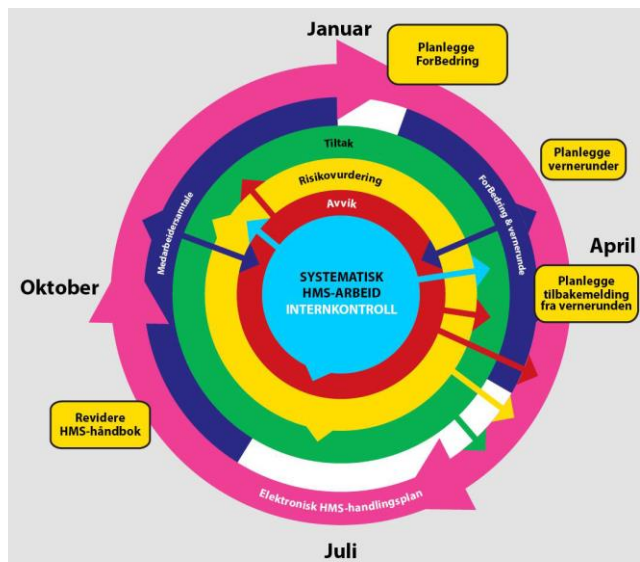 Januar
Planlegge
ForBedring
Tiltak
Risikovurdering
Avvik
Planlegge
vernerunder
ForBedring & vernerunde
Medarbeidersamtale
April
SYSTEMATISK
HMS-ARBEID
INTERNKONTROLL
Oktober
Planlegge
tilbakemelding
fra vernerunden
Revidere
HMS-håndbok
Elektronisk HMS-handlingsplan
Juli